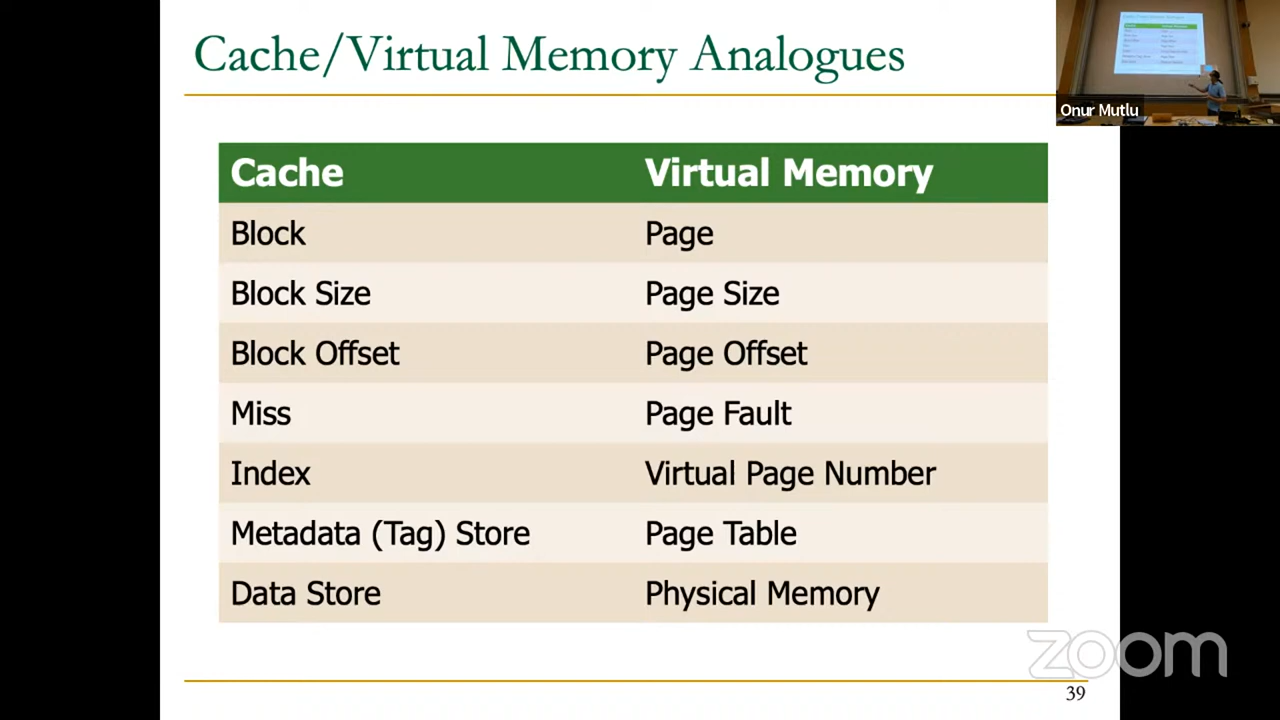 Cache/Virtual Memory Analogues
Onur Mutlu
Cache Virtual Memory
Block Page
Block Size Page Size
Block Offset Page Offset
Miss Page Fault
Index Virtual Page Number
Metadata (Tag) Store Page Table
Data Store Physical Memory
zoom
39